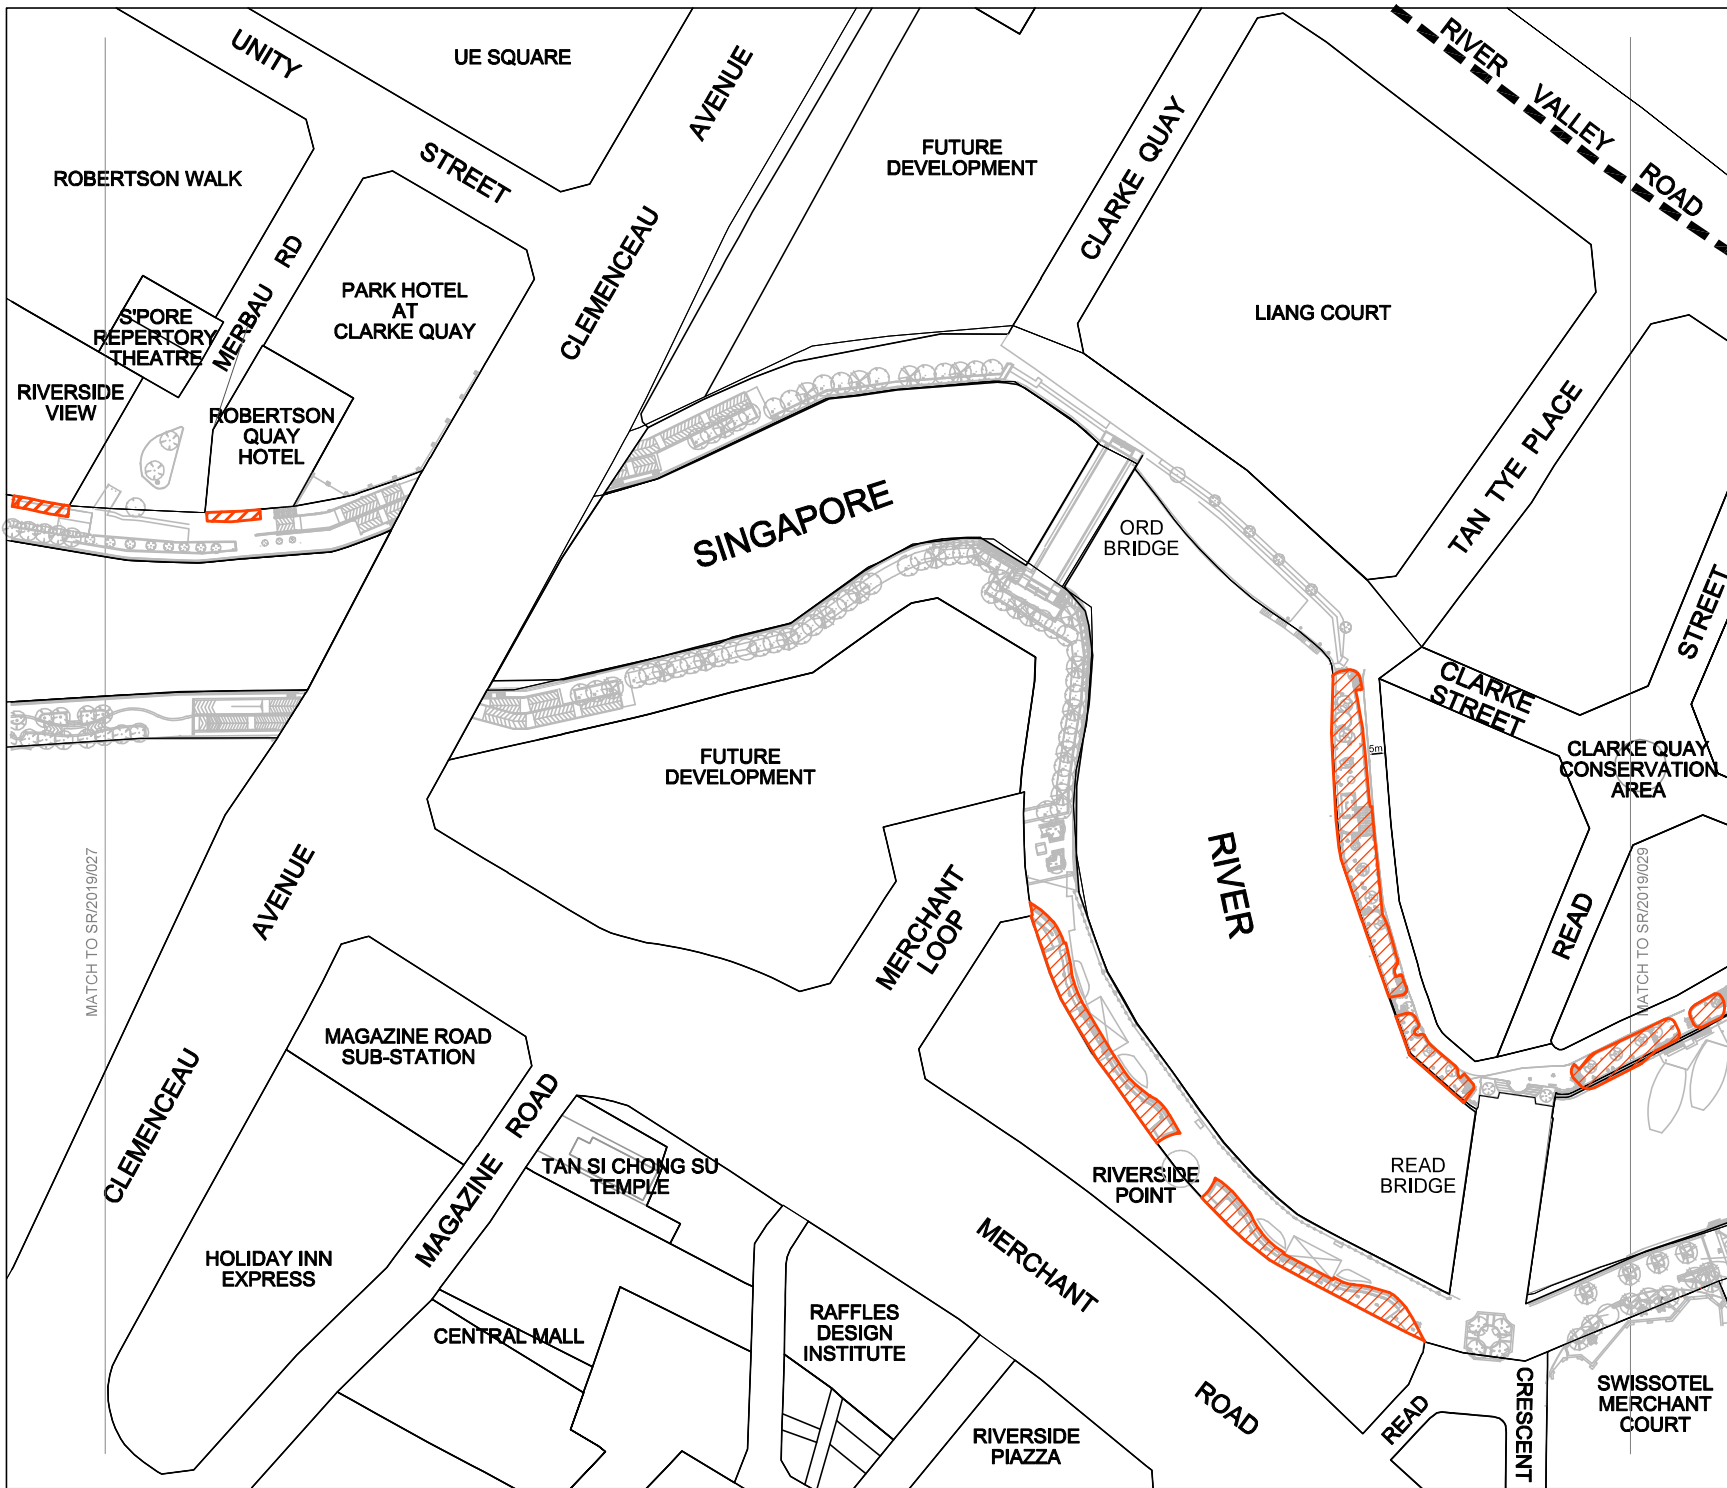 UNITY
STREET
UE SQUARE
AVENUE
CLEMENCEAU
FUTURE
DEVELOPMENT
CLARKE QUAY
RIVER VALLEY ROAD
ROBERTSON WALK
MERBAU RD
S'PORE
REPERTORY
THEATRE
PARK HOTEL
AT
CLARKE QUAY
RIVERSIDE
VIEW
ROBERTSON
QUAY
HOTEL
LIANG COURT
TAN TYE PLACE
SINGAPORE
ORD
BRIDGE
STREET
CLARKE
STREET
5m
CLARKE QUAY
CONSERVATION
AREA
FUTURE
DEVELOPMENT
RIVER
MATCH TO SR/2019/027
MATCH TO SR/2019/029
AVENUE
CLEMENCEAU
MERCHANT
LOOP
READ
MAGAZINE ROAD
SUB-STATION
MAGAZINE ROAD
TAN SI CHONG SU
TEMPLE
RIVERSIDE
POINT
READ
BRIDGE
HOLIDAY INN
EXPRESS
MERCHANT
ROAD
CENTRAL MALL
RAFFLES
DESIGN
INSTITUTE
RIVERSIDE
PIAZZA
READ
CRESCENT
SWISSOTEL
MERCHANT
COURT